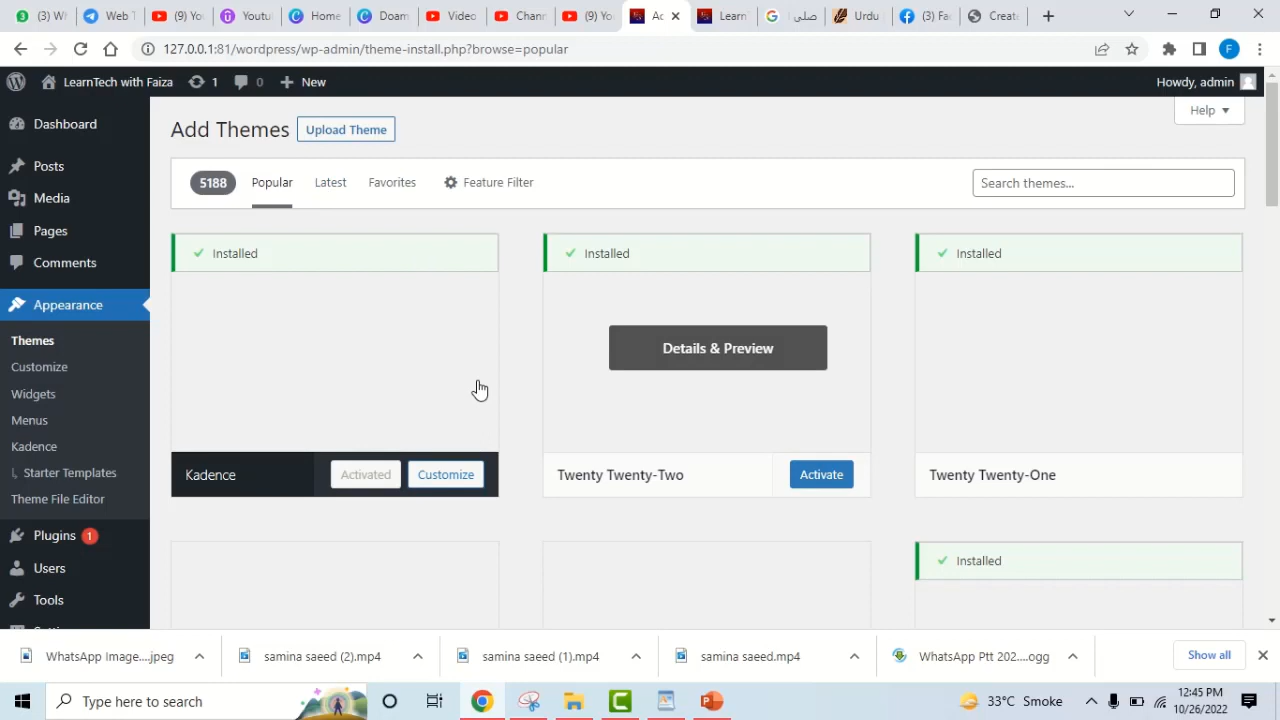 (3) W
Web T
(9) Yo
Youtu
Home
Doam
Video
Chann
(9) Yo
Ac
Learn
صلی
Urdu
(3) Fa
Creat
127.0.0.1:81/wordpress/wp-admin/theme-install.php?browse=popular
F
LearnTech with Faiza
1
0
New
Howdy, admin
Dashboard
Posts
Media
Pages
Comments
Appearance
Themes
Customize
Widgets
Menus
Kadence
Starter Templates
Theme File Editor
Plugins 1
Users
Tools
Add Themes
Upload Theme
Help
5188 Popular Latest Favorites Feature Filter
Search themes...
Installed
Kadence Activated Customize
Installed
Details & Preview
Twenty Twenty-Two Activate
Installed
Twenty Twenty-One
Installed
WhatsApp Image....jpeg
samina saeed (2).mp4
samina saeed (1).mp4
samina saeed.mp4
WhatsApp Ptt 202....ogg
Show all
Type here to search
33°C Smoke
12:45 PM
10/26/2022